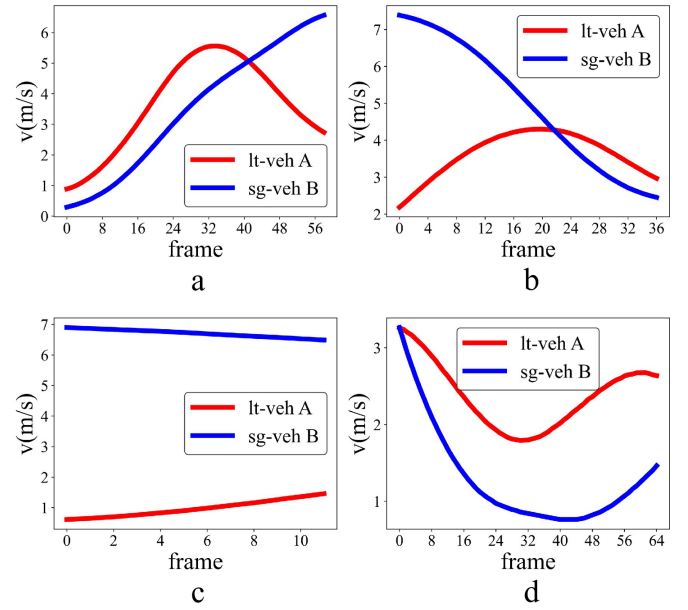 v(m/s)
6
5
4
3
2
1
0
lt-veh A
sg-veh B
0 8 16 24 32 40 48 56
frame
a
v(m/s)
7
6
5
4
3
2
lt-veh A
sg-veh B
0 4 8 12 16 20 24 28 32 36
frame
b
v(m/s)
7
6
5
4
3
2
1
lt-veh A
sg-veh B
0 2 4 6 8 10
frame
c
v(m/s)
3
2
1
lt-veh A
sg-veh B
0 8 16 24 32 40 48 56 64
frame
d